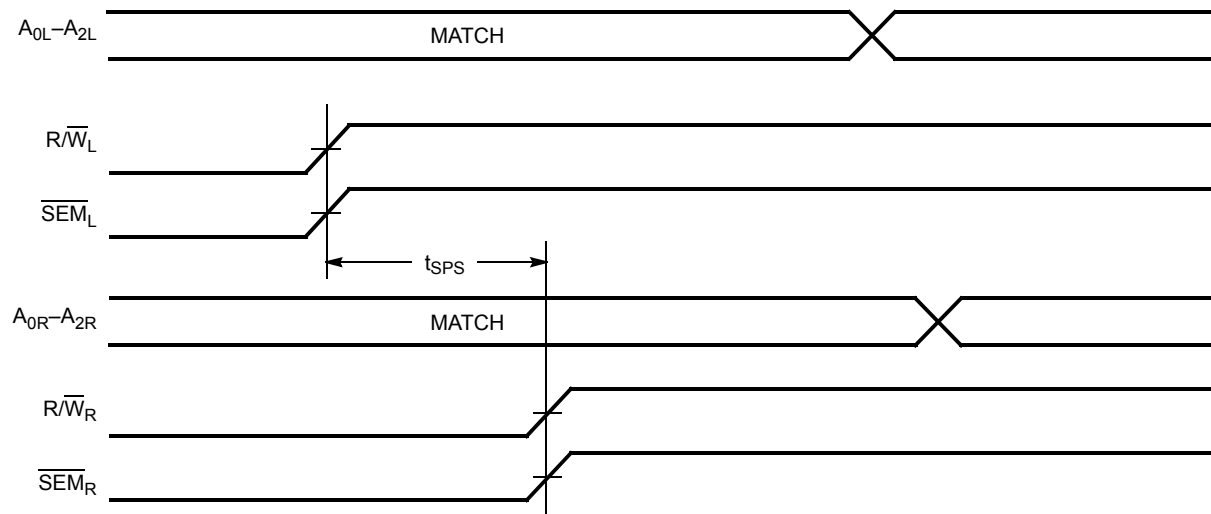 A0L–A2L
MATCH
R/W̅L
S̅E̅M̅L
tSPS
A0R–A2R
MATCH
R/W̅R
S̅E̅M̅R